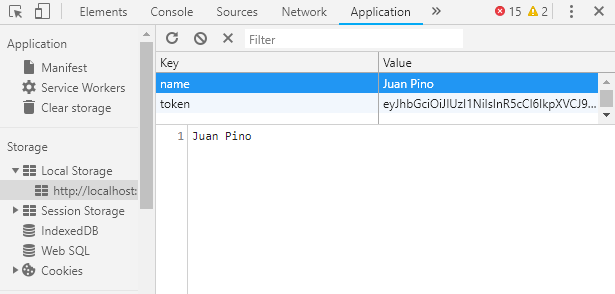 Elements Console Sources Network Application 15 2
Application
Manifest
Service Workers
Clear storage
Storage
Local Storage
http://localhost:
Session Storage
IndexedDB
Web SQL
Cookies
Filter
Key Value
name Juan Pino
token eyJhbGciOiJIUzI1NiIsInR5cCI6IkpXVCJ9...
1 Juan Pino